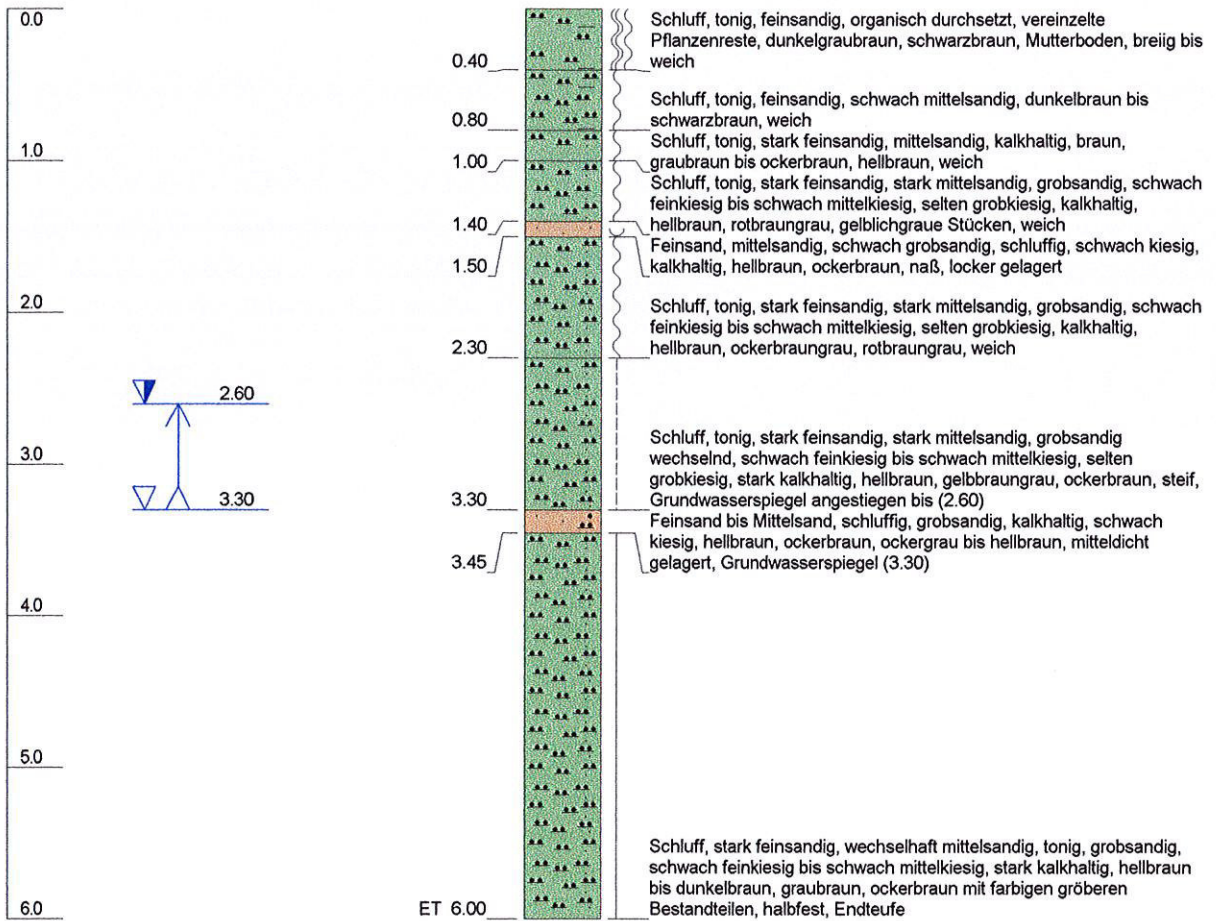 0.0
1.0
2.0
3.0
4.0
5.0
6.0
2.60
3.30
0.40
0.80
1.00
1.40
1.50
2.30
3.30
3.45
ET 6.00
Schluff, tonig, feinsandig, organisch durchsetzt, vereinzelte
Pflanzenreste, dunkelgraubraun, schwarzbraun, Mutterboden, breiig bis
weich
Schluff, tonig, feinsandig, schwach mittelsandig, dunkelbraun bis
schwarzbraun, weich
Schluff, tonig, stark feinsandig, mittelsandig, kalkhaltig, braun,
graubraun bis ockerbraun, hellbraun, weich
Schluff, tonig, stark feinsandig, stark mittelsandig, grobsandig, schwach
feinkiesig bis schwach mittelkiesig, selten grobkiesig, kalkhaltig,
hellbraun, rotbraungrau, gelblichgraue Stücken, weich
Feinsand, mittelsandig, schwach grobsandig, schluffig, schwach kiesig,
kalkhaltig, hellbraun, ockerbraun, naß, locker gelagert
Schluff, tonig, stark feinsandig, stark mittelsandig, grobsandig, schwach
feinkiesig bis schwach mittelkiesig, selten grobkiesig, kalkhaltig,
hellbraun, ockerbraungrau, rotbraungrau, weich
Schluff, tonig, stark feinsandig, stark mittelsandig, grobsandig
wechselnd, schwach feinkiesig bis schwach mittelkiesig, selten
grobkiesig, stark kalkhaltig, hellbraun, gelbbraungrau, ockerbraun, steif,
Grundwasserspiegel angestiegen bis (2.60)
Feinsand bis Mittelsand, schluffig, grobsandig, kalkhaltig, schwach
kiesig, hellbraun, ockerbraun, ockergrau bis hellbraun, mitteldicht
gelagert, Grundwasserspiegel (3.30)
Schluff, stark feinsandig, wechselhaft mittelsandig, tonig, grobsandig,
schwach feinkiesig bis schwach mittelkiesig, stark kalkhaltig, hellbraun
bis dunkelbraun, graubraun, ockerbraun mit farbigen gröberen
Bestandteilen, halbfest, Endteufe